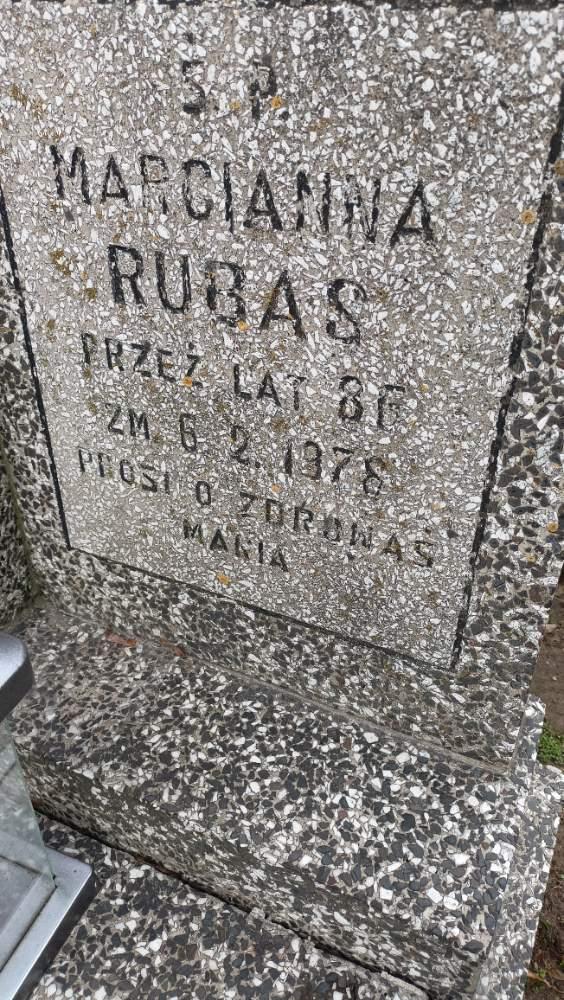 Ś. P.
MARCIANNA
RUBAS
PRZEŻ. LAT 86
ZM. 6. 2. 1978
PROSI O ZDROWAŚ
MARIA